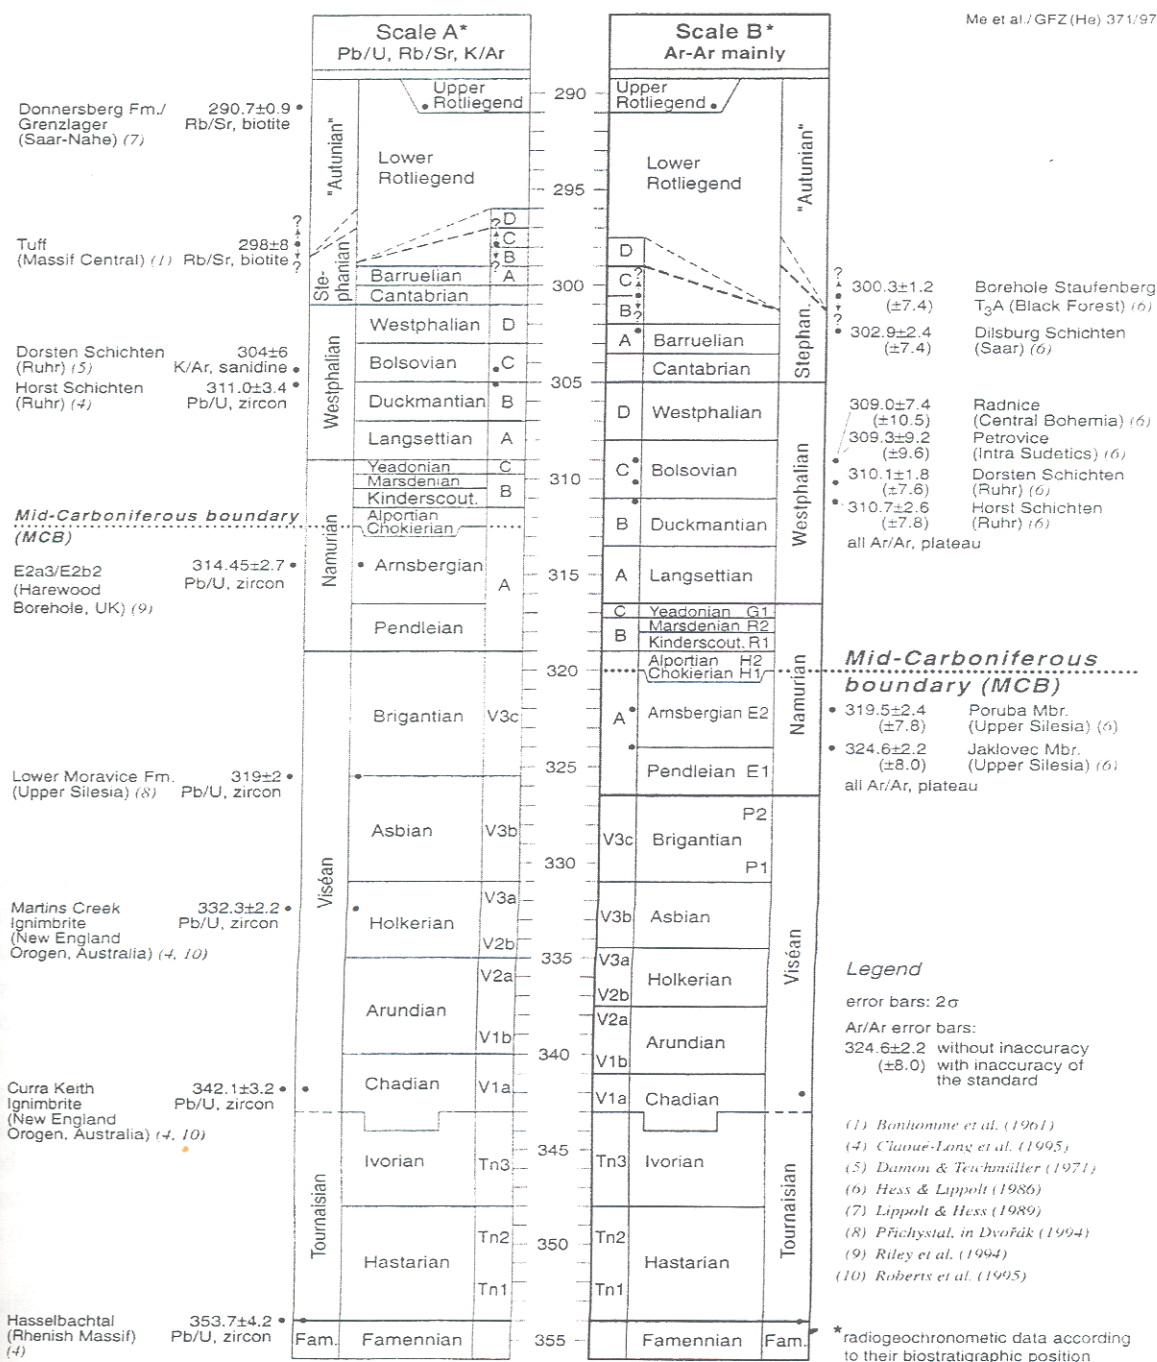 Me et al./GFZ (He) 371/97
Scale A*
Pb/U, Rb/Sr, K/Ar
Scale B*
Ar-Ar mainly
Donnersberg Fm./ 290.7±0.9
Grenzlager Rb/Sr, biotite
(Saar-Nahe) (7)
Tuff 298±8
(Massif Central) (1) Rb/Sr, biotite
Dorsten Schichten 304±6
(Ruhr) (5) K/Ar, sanidine
Horst Schichten 311.0±3.4
(Ruhr) (4) Pb/U, zircon
Mid-Carboniferous boundary
(MCB)
E2a3/E2b2 314.45±2.7
(Harewood Pb/U, zircon
Borehole, UK) (9)
Lower Moravice Fm. 319±2
(Upper Silesia) (8) Pb/U, zircon
Martins Creek 332.3±2.2
Ignimbrite Pb/U, zircon
(New England
Orogen, Australia) (4, 10)
Curra Keith 342.1±3.2
Ignimbrite Pb/U, zircon
(New England
Orogen, Australia) (4, 10)
Hasselbachtal 353.7±4.2
(Rhenish Massif) Pb/U, zircon
(4)
"Autunian"
Ste-
phanian
Westphalian
Namurian
Viséan
Tournaisian
Fam.
Upper
Rotliegend
Lower
Rotliegend
? D
C
B
?
?
?
Barruelian A
Cantabrian
Westphalian D
Bolsovian C
Duckmantian B
Langsettian A
Yeadonian C
Marsdenian
Kinderscout. B
Alportian
Chokierian
Arnsbergian
A
Pendleian
Brigantian V3c
Asbian V3b
V3a
Holkerian
V2b
V2a
Arundian
V1b
Chadian V1a
Ivorian Tn3
Tn2
Hastarian
Tn1
Famennian
290
295
300
305
310
315
320
325
330
335
340
345
350
355
Upper
Rotliegend
Lower
Rotliegend
D
C ?
B ?
A Barruelian
Cantabrian
D Westphalian
C Bolsovian
B Duckmantian
A Langsettian
C Yeadonian G1
Marsdenian R2
B Kinderscout. R1
Alportian H2
Chokierian H1
A Arnsbergian E2
Pendleian E1
P2
V3c Brigantian
P1
V3b Asbian
V3a
Holkerian
V2b
V2a
Arundian
V1b
V1a Chadian
Tn3 Ivorian
Tn2
Hastarian
Tn1
Famennian
"Autunian"
Stephan.
Westphalian
Namurian
Viséan
Tournaisian
Fam.
?
?
300.3±1.2 Borehole Staufenberg
(±7.4) T3A (Black Forest) (6)
302.9±2.4 Dilsburg Schichten
(±7.4) (Saar) (6)
309.0±7.4 Radnice
(±10.5) (Central Bohemia) (6)
309.3±9.2 Petrovice
(±9.6) (Intra Sudetics) (6)
310.1±1.8 Dorsten Schichten
(±7.6) (Ruhr) (6)
310.7±2.6 Horst Schichten
(±7.8) (Ruhr) (6)
all Ar/Ar, plateau
Mid-Carboniferous
boundary (MCB)
319.5±2.4 Poruba Mbr.
(±7.8) (Upper Silesia) (6)
324.6±2.2 Jaklovec Mbr.
(±8.0) (Upper Silesia) (6)
all Ar/Ar, plateau
Legend
error bars: 2σ
Ar/Ar error bars:
324.6±2.2 without inaccuracy
(±8.0) with inaccuracy of
the standard
(1) Bonhomme et al. (1961)
(4) Claoué-Long et al. (1995)
(5) Damon & Teichmüller (1971)
(6) Hess & Lippolt (1986)
(7) Lippolt & Hess (1989)
(8) Přichystal, in Dvořák (1994)
(9) Riley et al. (1994)
(10) Roberts et al. (1995)
*radiogeochronometic data according
to their biostratigraphic position